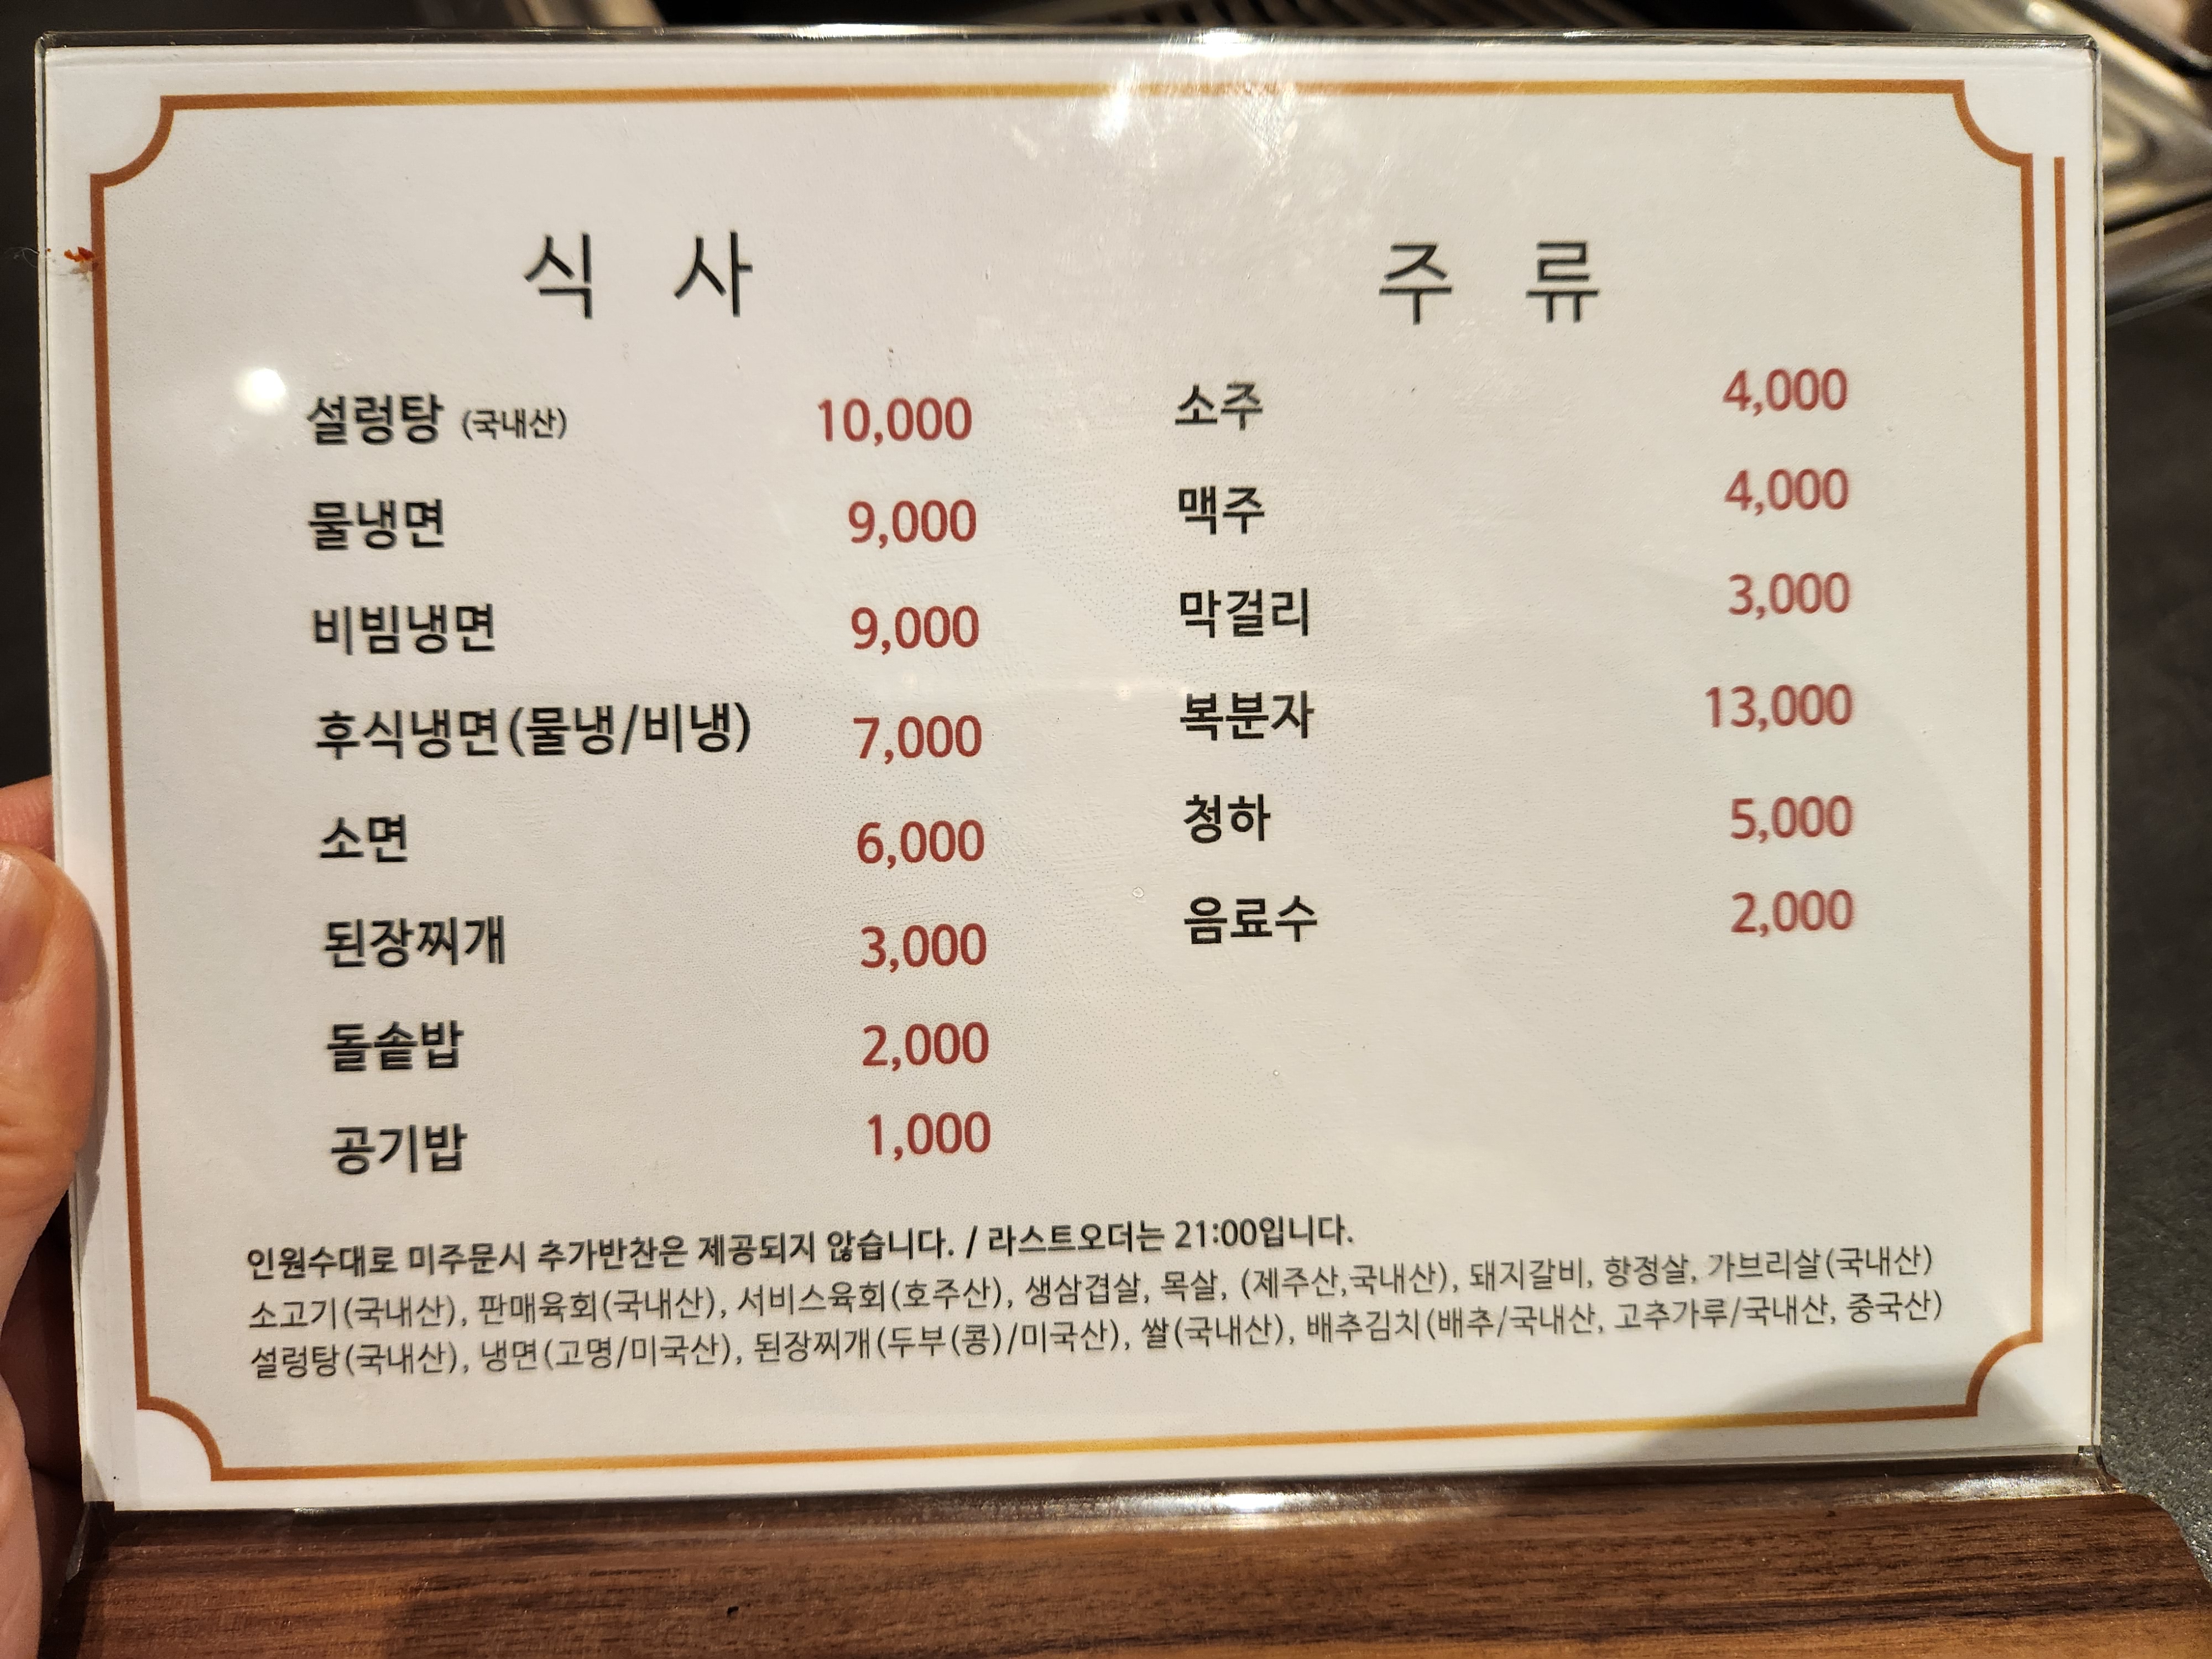 식 사
설렁탕 (국내산) 10,000
물냉면 9,000
비빔냉면 9,000
후식냉면(물냉/비냉) 7,000
소면 6,000
된장찌개 3,000
돌솥밥 2,000
공기밥 1,000
주 류
소주 4,000
맥주 4,000
막걸리 3,000
복분자 13,000
청하 5,000
음료수 2,000
인원수대로 미주문시 추가반찬은 제공되지 않습니다. / 라스트오더는 21:00입니다.
소고기(국내산), 판매육회(국내산), 서비스육회(호주산), 생삼겹살, 목살, (제주산,국내산), 돼지갈비, 항정살, 가브리살(국내산)
설렁탕(국내산), 냉면(고명/미국산), 된장찌개(두부(콩)/미국산), 쌀(국내산), 배추김치(배추/국내산, 고추가루/국내산, 중국산)